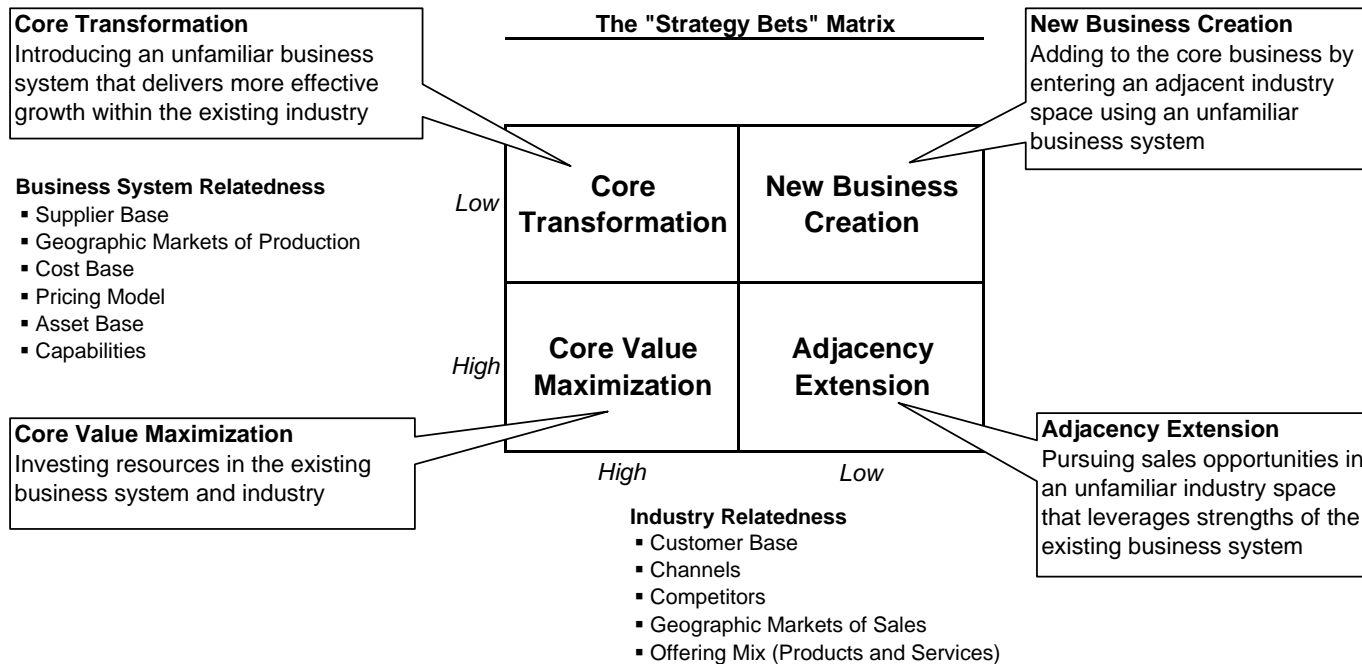 The "Strategy Bets" Matrix
Core Transformation
Introducing an unfamiliar business
system that delivers more effective
growth within the existing industry
New Business Creation
Adding to the core business by
entering an adjacent industry
space using an unfamiliar
business system
Business System Relatedness
▪ Supplier Base
▪ Geographic Markets of Production
▪ Cost Base
▪ Pricing Model
▪ Asset Base
▪ Capabilities
Low
Core
Transformation
New Business
Creation
High
Core Value
Maximization
Adjacency
Extension
High
Low
Core Value Maximization
Investing resources in the existing
business system and industry
Adjacency Extension
Pursuing sales opportunities in
an unfamiliar industry space
that leverages strengths of the
existing business system
Industry Relatedness
▪ Customer Base
▪ Channels
▪ Competitors
▪ Geographic Markets of Sales
▪ Offering Mix (Products and Services)